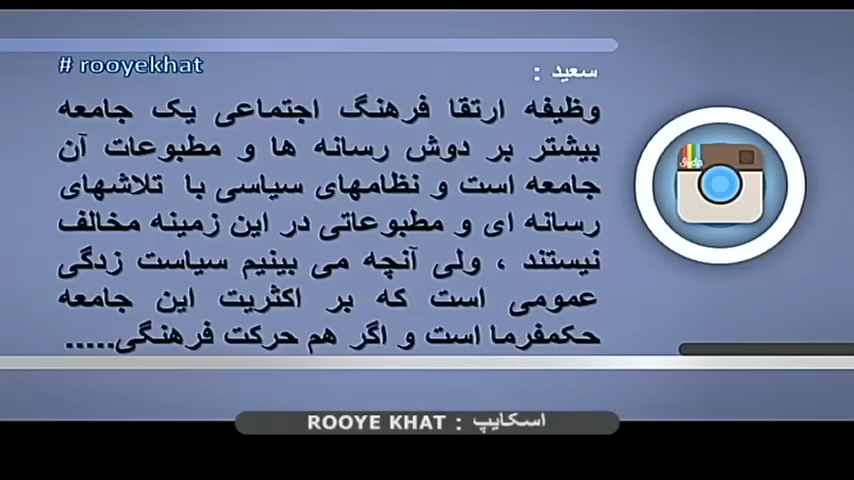 # rooyekhat
سعید :
وظیفه ارتقا فرهنگ اجتماعی یک جامعه
بیشتر بر دوش رسانه ها و مطبوعات آن
جامعه است و نظامهای سیاسی با تلاشهای
رسانه ای و مطبوعاتی در این زمینه مخالف
نیستند ، ولی آنچه می بینیم سیاست زدگی
عمومی است که بر اکثریت این جامعه
حکمفرما است و اگر هم حرکت فرهنگی.....
اسکایپ : ROOYE KHAT